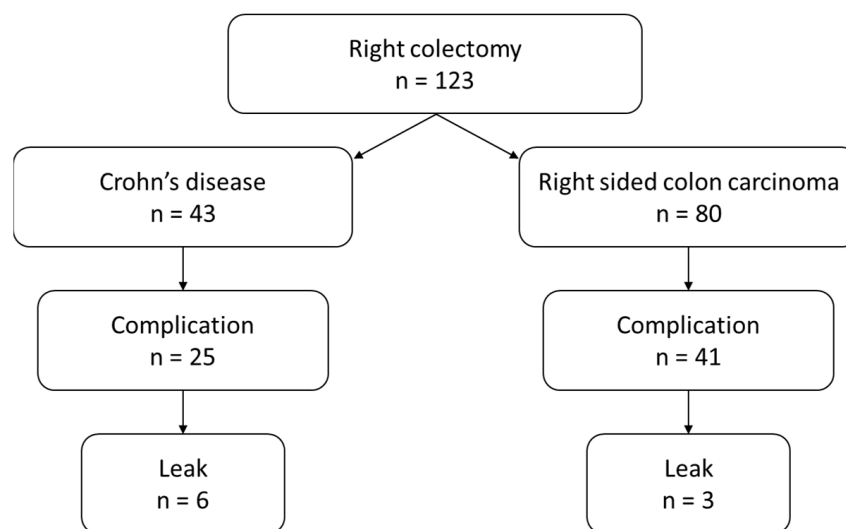 Right colectomy
n = 123
Crohn’s disease
n = 43
Right sided colon carcinoma
n = 80
Complication
n = 25
Complication
n = 41
Leak
n = 6
Leak
n = 3